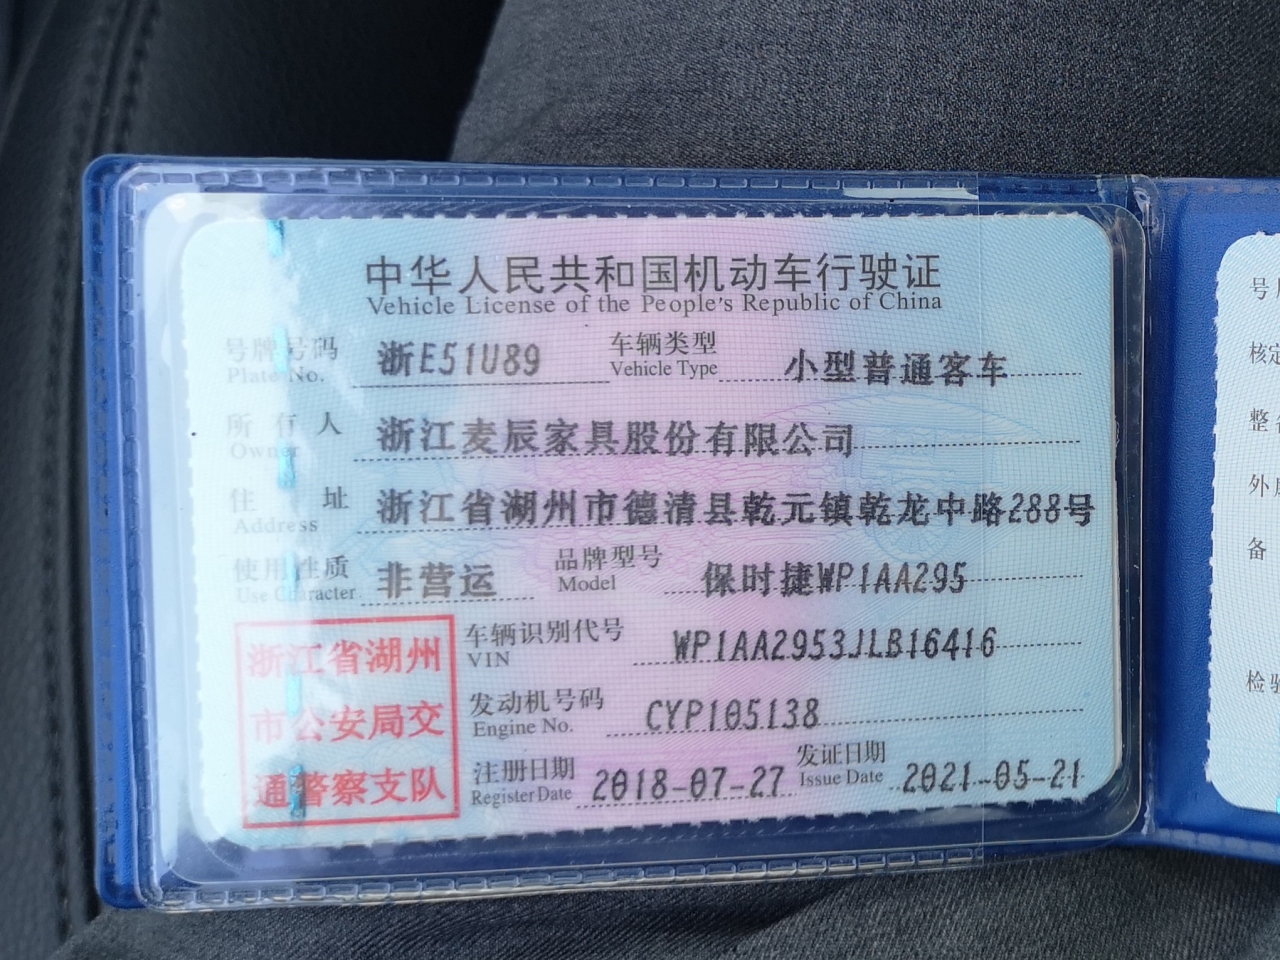 中华人民共和国机动车行驶证
Vehicle License of the People's Republic of China
号牌号码 浙E51U89 车辆类型 小型普通客车
Plate No. Vehicle Type
所有人 浙江麦辰家具股份有限公司
Owner
住址 浙江省湖州市德清县乾元镇乾龙中路288号
Address
使用性质 非营运 品牌型号 保时捷WP1AA295
Use Character Model
浙江省湖州
市公安局交
通警察支队
车辆识别代号 WP1AA2953JLB16416
VIN
发动机号码 CYP105138
Engine No.
注册日期 2018-07-27 发证日期 2021-05-21
Register Date Issue Date
号
核定
整
外
备
检验